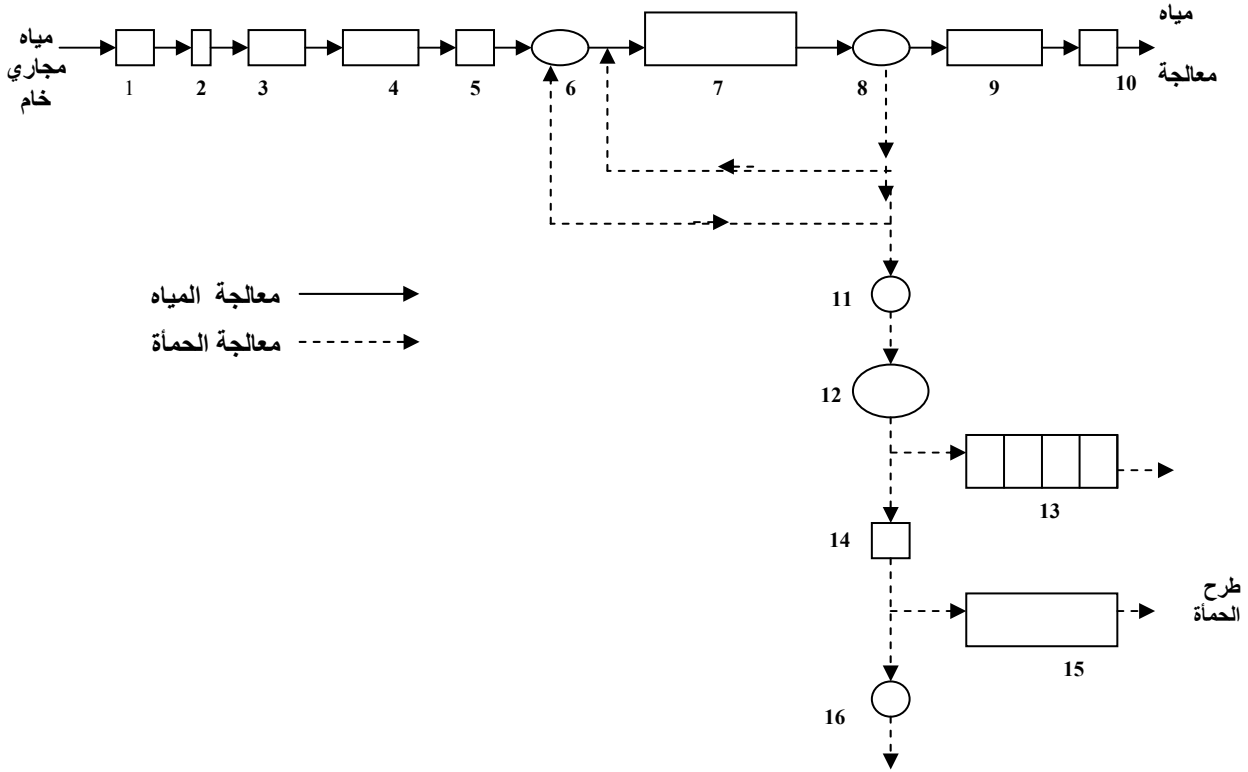 مياه
مجاري
خام
1
2
3
4
5
6
7
8
9
10
مياه
معالجة
معالجة المياه
معالجة الحمأة
11
12
13
14
15
طرح
الحمأة
16